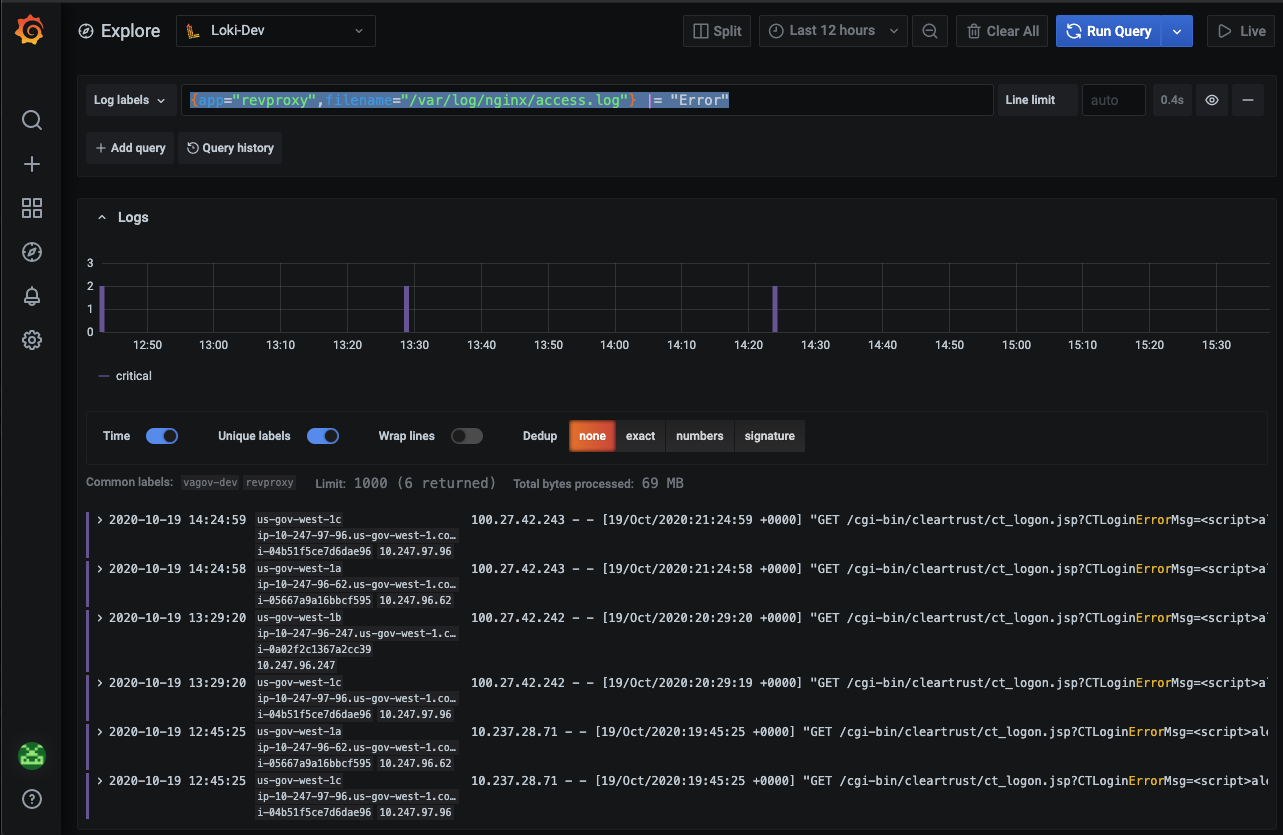 Explore Loki-Dev Split Last 12 hours Clear All Run Query Live
Log labels {app="revproxy",filename="/var/log/nginx/access.log"} |= "Error" Line limit auto 0.4s
+ Add query Query history
Logs
3
2
1
0
12:50 13:00 13:10 13:20 13:30 13:40 13:50 14:00 14:10 14:20 14:30 14:40 14:50 15:00 15:10 15:20 15:30
critical
Time Unique labels Wrap lines Dedup none exact numbers signature
Common labels: vagov-dev revproxy Limit: 1000 (6 returned) Total bytes processed: 69 MB
> 2020-10-19 14:24:59 us-gov-west-1c 100.27.42.243 - - [19/Oct/2020:21:24:59 +0000] "GET /cgi-bin/cleartrust/ct_logon.jsp?CTLoginErrorMsg=<script>al
ip-10-247-97-96.us-gov-west-1.co…
i-04b51f5ce7d6dae96 10.247.97.96
> 2020-10-19 14:24:58 us-gov-west-1a 100.27.42.243 - - [19/Oct/2020:21:24:58 +0000] "GET /cgi-bin/cleartrust/ct_logon.jsp?CTLoginErrorMsg=<script>al
ip-10-247-96-62.us-gov-west-1.co…
i-05667a9a16bbcf595 10.247.96.62
> 2020-10-19 13:29:20 us-gov-west-1b 100.27.42.242 - - [19/Oct/2020:20:29:20 +0000] "GET /cgi-bin/cleartrust/ct_logon.jsp?CTLoginErrorMsg=<script>al
ip-10-247-96-247.us-gov-west-1.c…
i-0a02f2c1367a2cc39
10.247.96.247
> 2020-10-19 13:29:20 us-gov-west-1c 100.27.42.242 - - [19/Oct/2020:20:29:19 +0000] "GET /cgi-bin/cleartrust/ct_logon.jsp?CTLoginErrorMsg=<script>al
ip-10-247-97-96.us-gov-west-1.co…
i-04b51f5ce7d6dae96 10.247.97.96
> 2020-10-19 12:45:25 us-gov-west-1a 10.237.28.71 - - [19/Oct/2020:19:45:25 +0000] "GET /cgi-bin/cleartrust/ct_logon.jsp?CTLoginErrorMsg=<script>ale
ip-10-247-96-62.us-gov-west-1.co…
i-05667a9a16bbcf595 10.247.96.62
> 2020-10-19 12:45:25 us-gov-west-1c 10.237.28.71 - - [19/Oct/2020:19:45:25 +0000] "GET /cgi-bin/cleartrust/ct_logon.jsp?CTLoginErrorMsg=<script>ale
ip-10-247-97-96.us-gov-west-1.co…
i-04b51f5ce7d6dae96 10.247.97.96